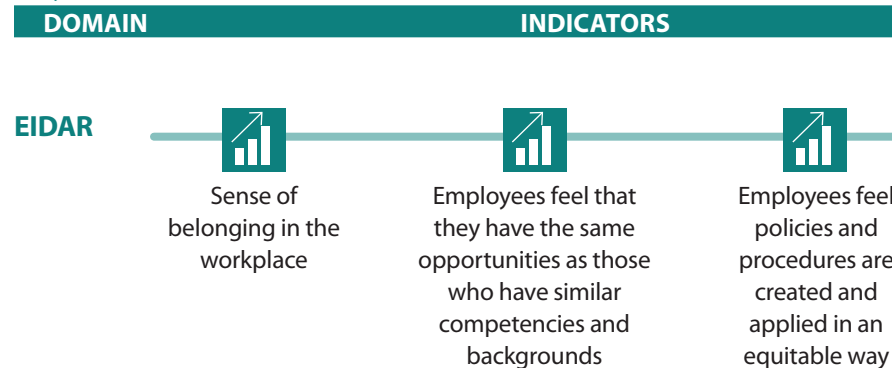 DOMAIN INDICATORS
EIDAR
Sense of
belonging in the
workplace
Employees feel that
they have the same
opportunities as those
who have similar
competencies and
backgrounds
Employees feel
policies and
procedures are
created and
applied in an
equitable way